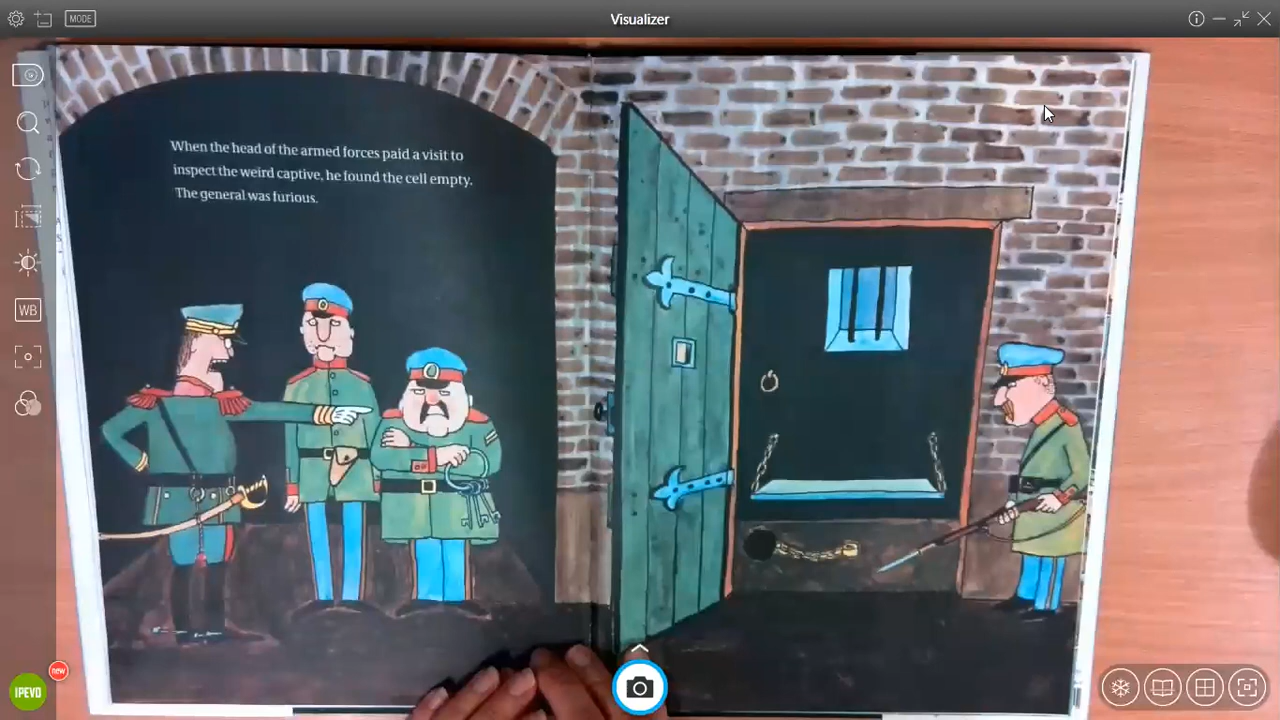 Visualizer
MODE
WB
When the head of the armed forces paid a visit to
inspect the weird captive, he found the cell empty.
The general was furious.
new
IPEVO